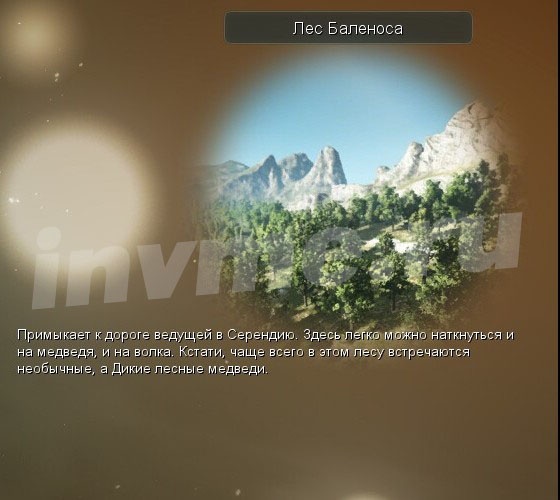 Лес Баленоса
invme.ru
Примыкает к дороге ведущей в Серендию. Здесь легко можно наткнуться и
на медведя, и на волка. Кстати, чаще всего в этом лесу встречаются
необычные, а Дикие лесные медведи.